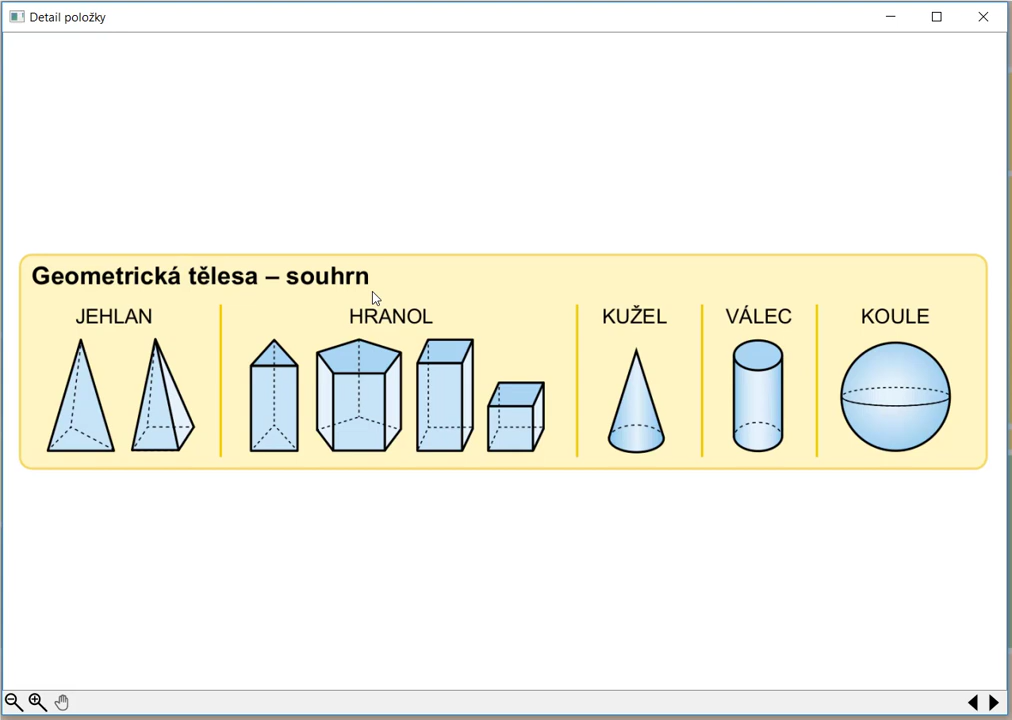 Detail položky
Geometrická tělesa – souhrn
JEHLAN HRANOL KUŽEL VÁLEC KOULE